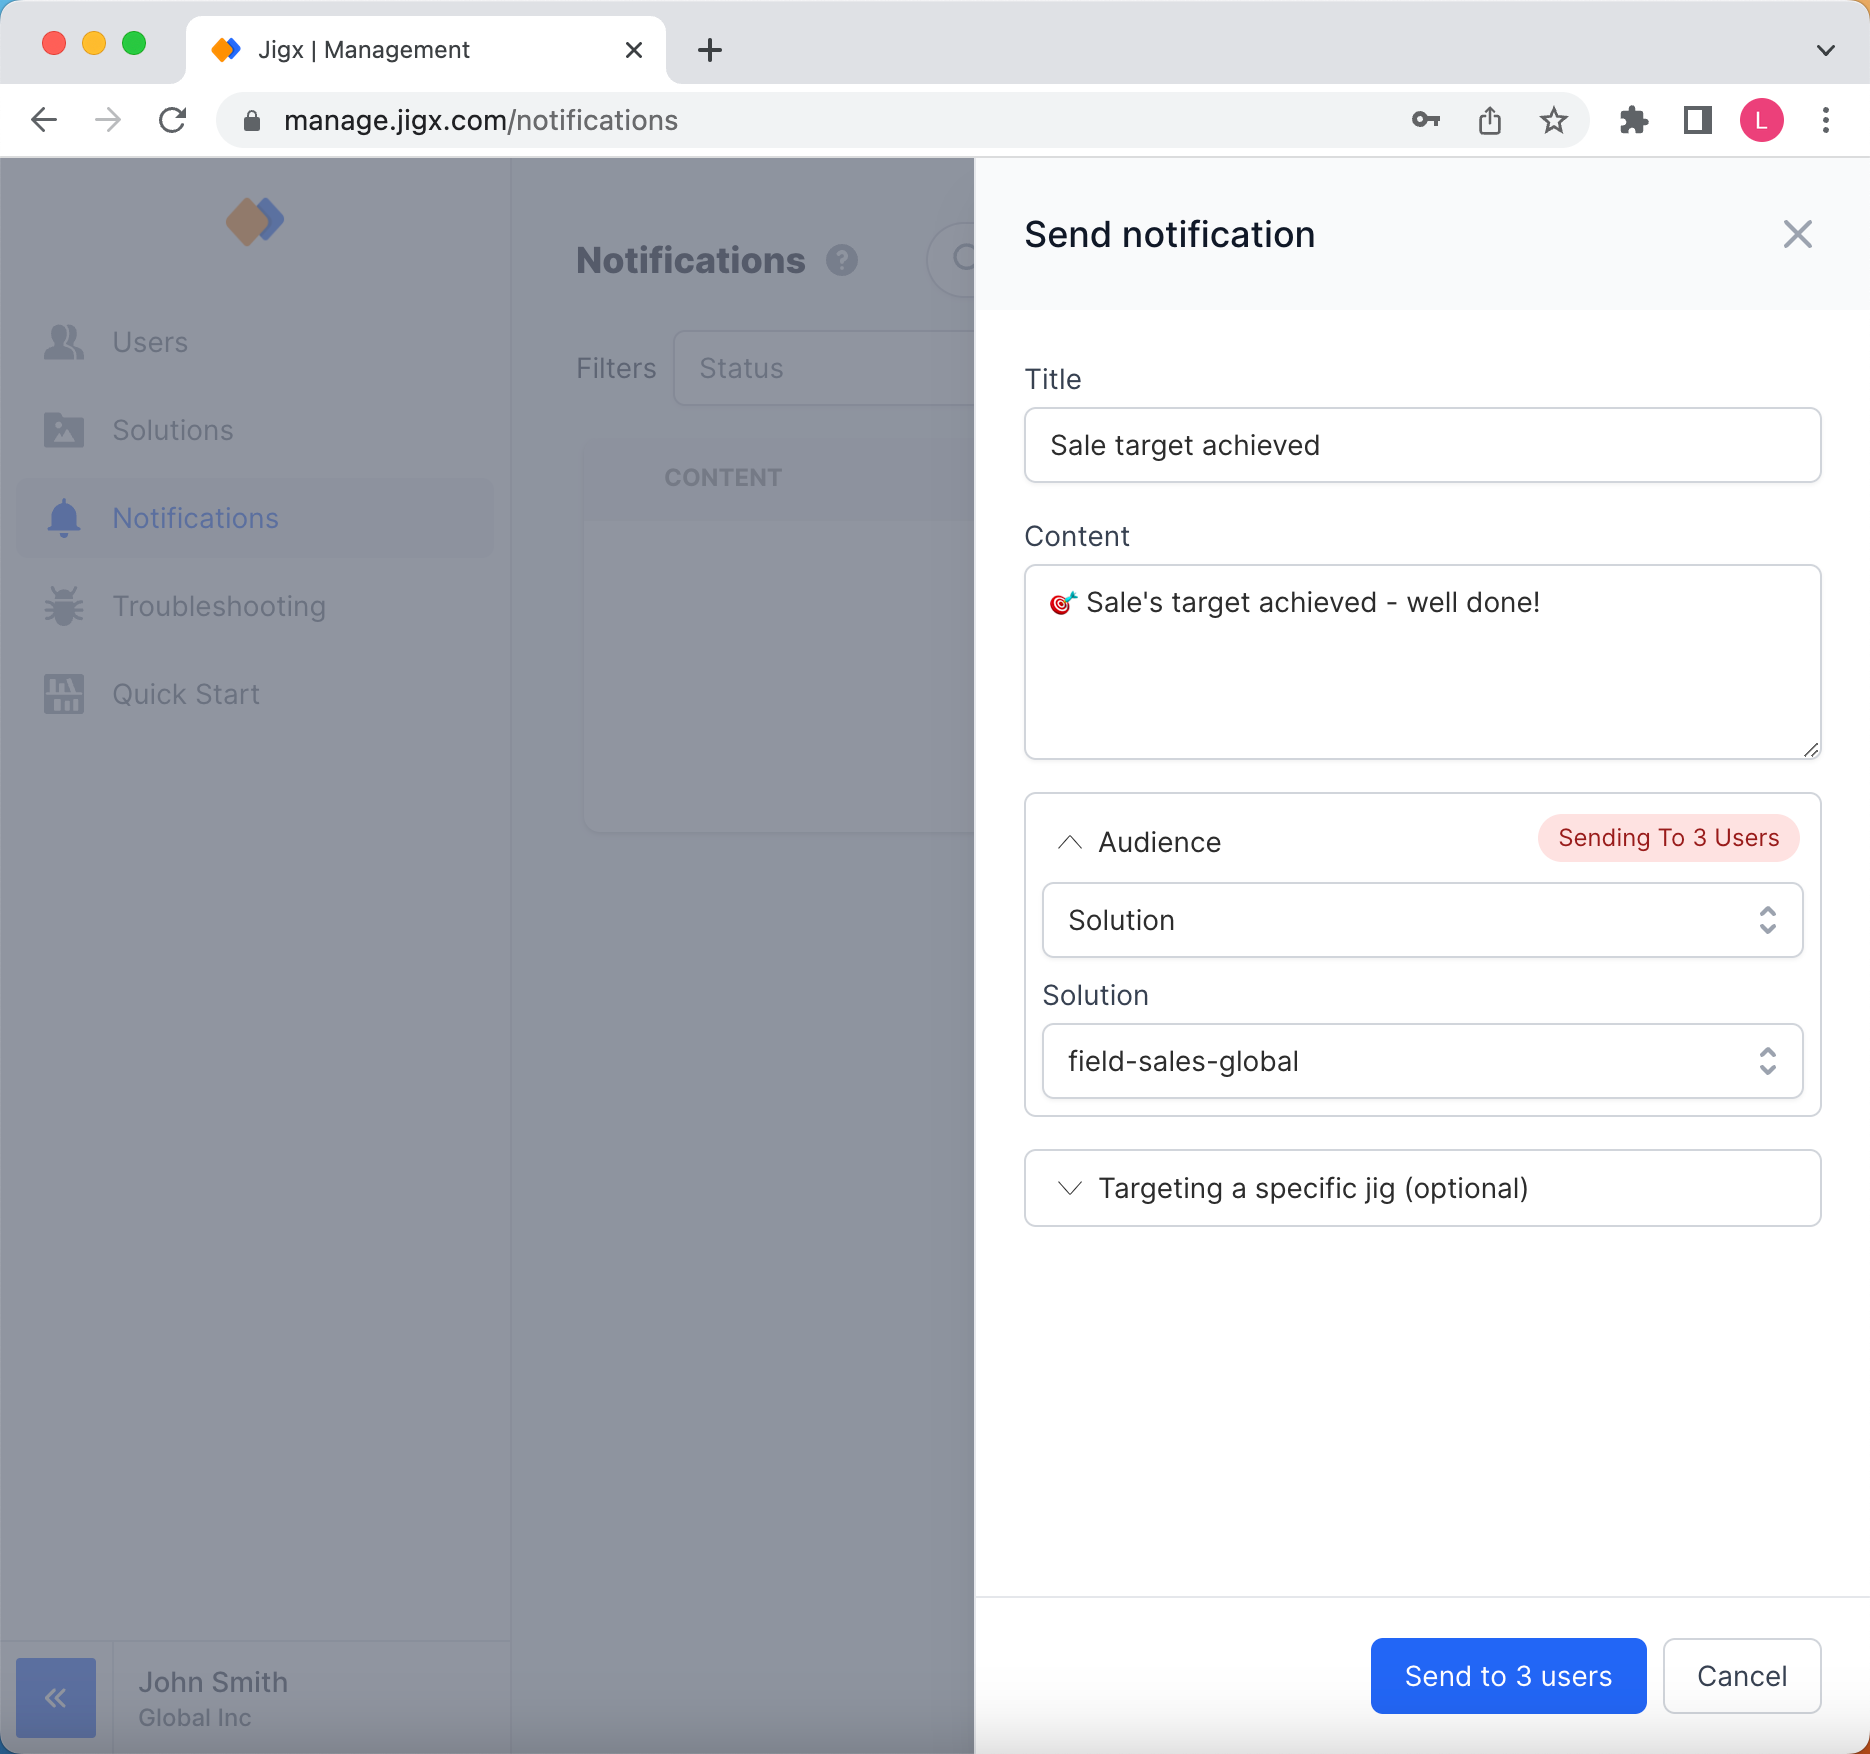 Jigx | Management
manage.jigx.com/notifications
L
Users
Solutions
Notifications
Troubleshooting
Quick Start
John Smith
Global Inc
Notifications ?
Filters
Status
CONTENT
Send notification
Title
Sale target achieved
Content
🎯 Sale's target achieved - well done!
Audience
Sending To 3 Users
Solution
Solution
field-sales-global
Targeting a specific jig (optional)
Send to 3 users
Cancel